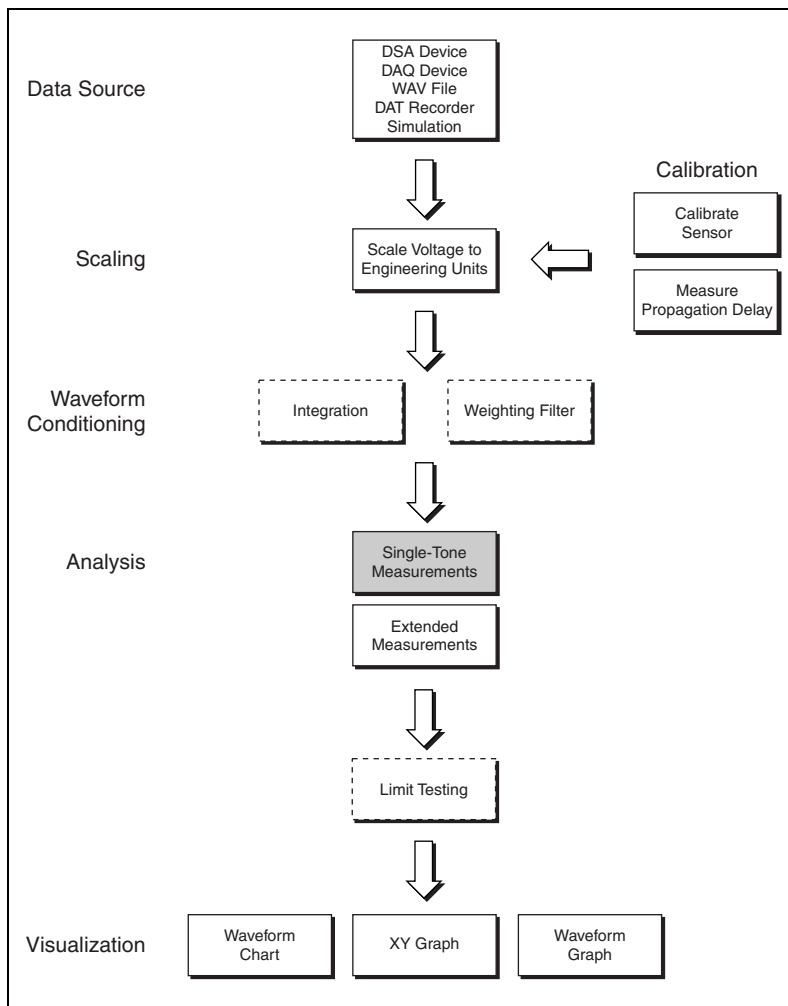 Data Source
DSA Device
DAQ Device
WAV File
DAT Recorder
Simulation
Calibration
Calibrate
Sensor
Scaling
Scale Voltage to
Engineering Units
Measure
Propagation Delay
Waveform
Conditioning
Integration
Weighting Filter
Analysis
Single-Tone
Measurements
Extended
Measurements
Limit Testing
Visualization
Waveform
Chart
XY Graph
Waveform
Graph